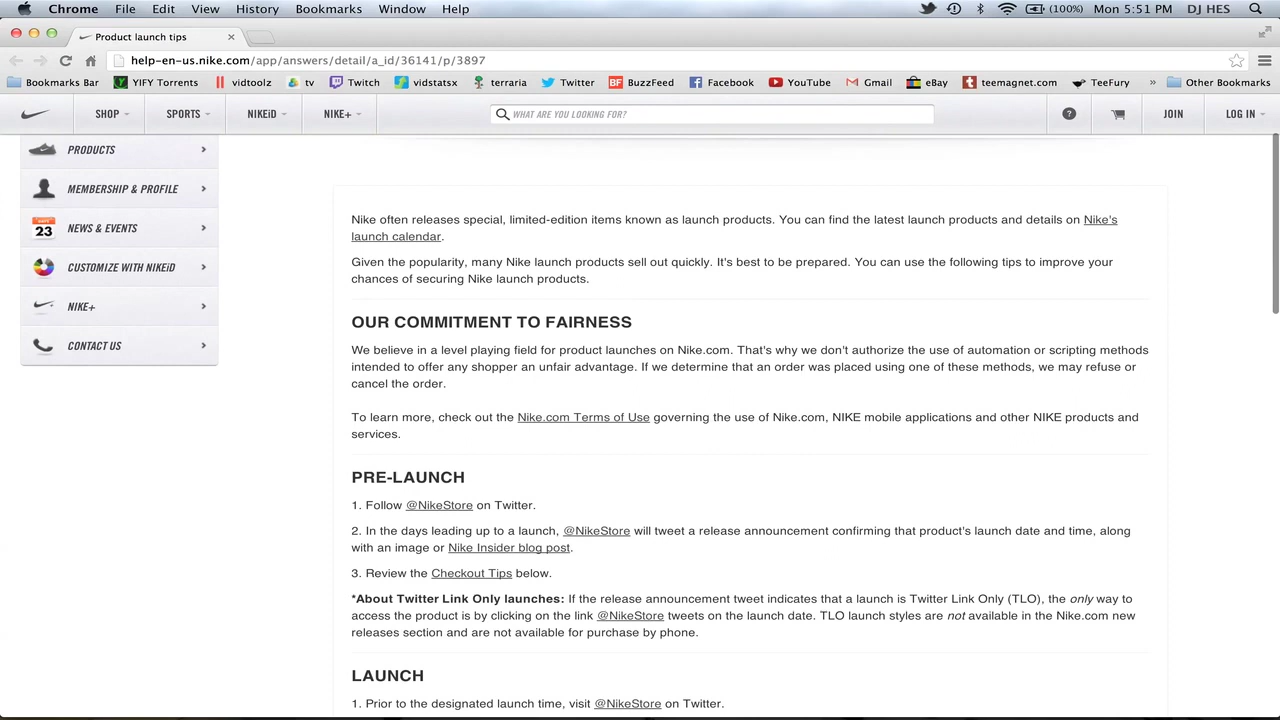 Chrome File Edit View History Bookmarks Window Help (100%) Mon 5:51 PM DJ HES
Product launch tips
help-en-us.nike.com/app/answers/detail/a_id/36141/p/3897
Bookmarks Bar YIFY Torrents vidtoolz tv Twitch vidstatsx terraria Twitter BF BuzzFeed Facebook YouTube Gmail eBay t teemagnet.com TeeFury » Other Bookmarks
SHOP SPORTS NIKEiD NIKE+ WHAT ARE YOU LOOKING FOR? ? JOIN LOG IN
PRODUCTS
MEMBERSHIP & PROFILE
23 NEWS & EVENTS
CUSTOMIZE WITH NIKEiD
NIKE+
CONTACT US
Nike often releases special, limited-edition items known as launch products. You can find the latest launch products and details on Nike's
launch calendar.
Given the popularity, many Nike launch products sell out quickly. It's best to be prepared. You can use the following tips to improve your
chances of securing Nike launch products.
OUR COMMITMENT TO FAIRNESS
We believe in a level playing field for product launches on Nike.com. That's why we don't authorize the use of automation or scripting methods
intended to offer any shopper an unfair advantage. If we determine that an order was placed using one of these methods, we may refuse or
cancel the order.
To learn more, check out the Nike.com Terms of Use governing the use of Nike.com, NIKE mobile applications and other NIKE products and
services.
PRE-LAUNCH
1. Follow @NikeStore on Twitter.
2. In the days leading up to a launch, @NikeStore will tweet a release announcement confirming that product's launch date and time, along
with an image or Nike Insider blog post.
3. Review the Checkout Tips below.
*About Twitter Link Only launches: If the release announcement tweet indicates that a launch is Twitter Link Only (TLO), the only way to
access the product is by clicking on the link @NikeStore tweets on the launch date. TLO launch styles are not available in the Nike.com new
releases section and are not available for purchase by phone.
LAUNCH
1. Prior to the designated launch time, visit @NikeStore on Twitter.